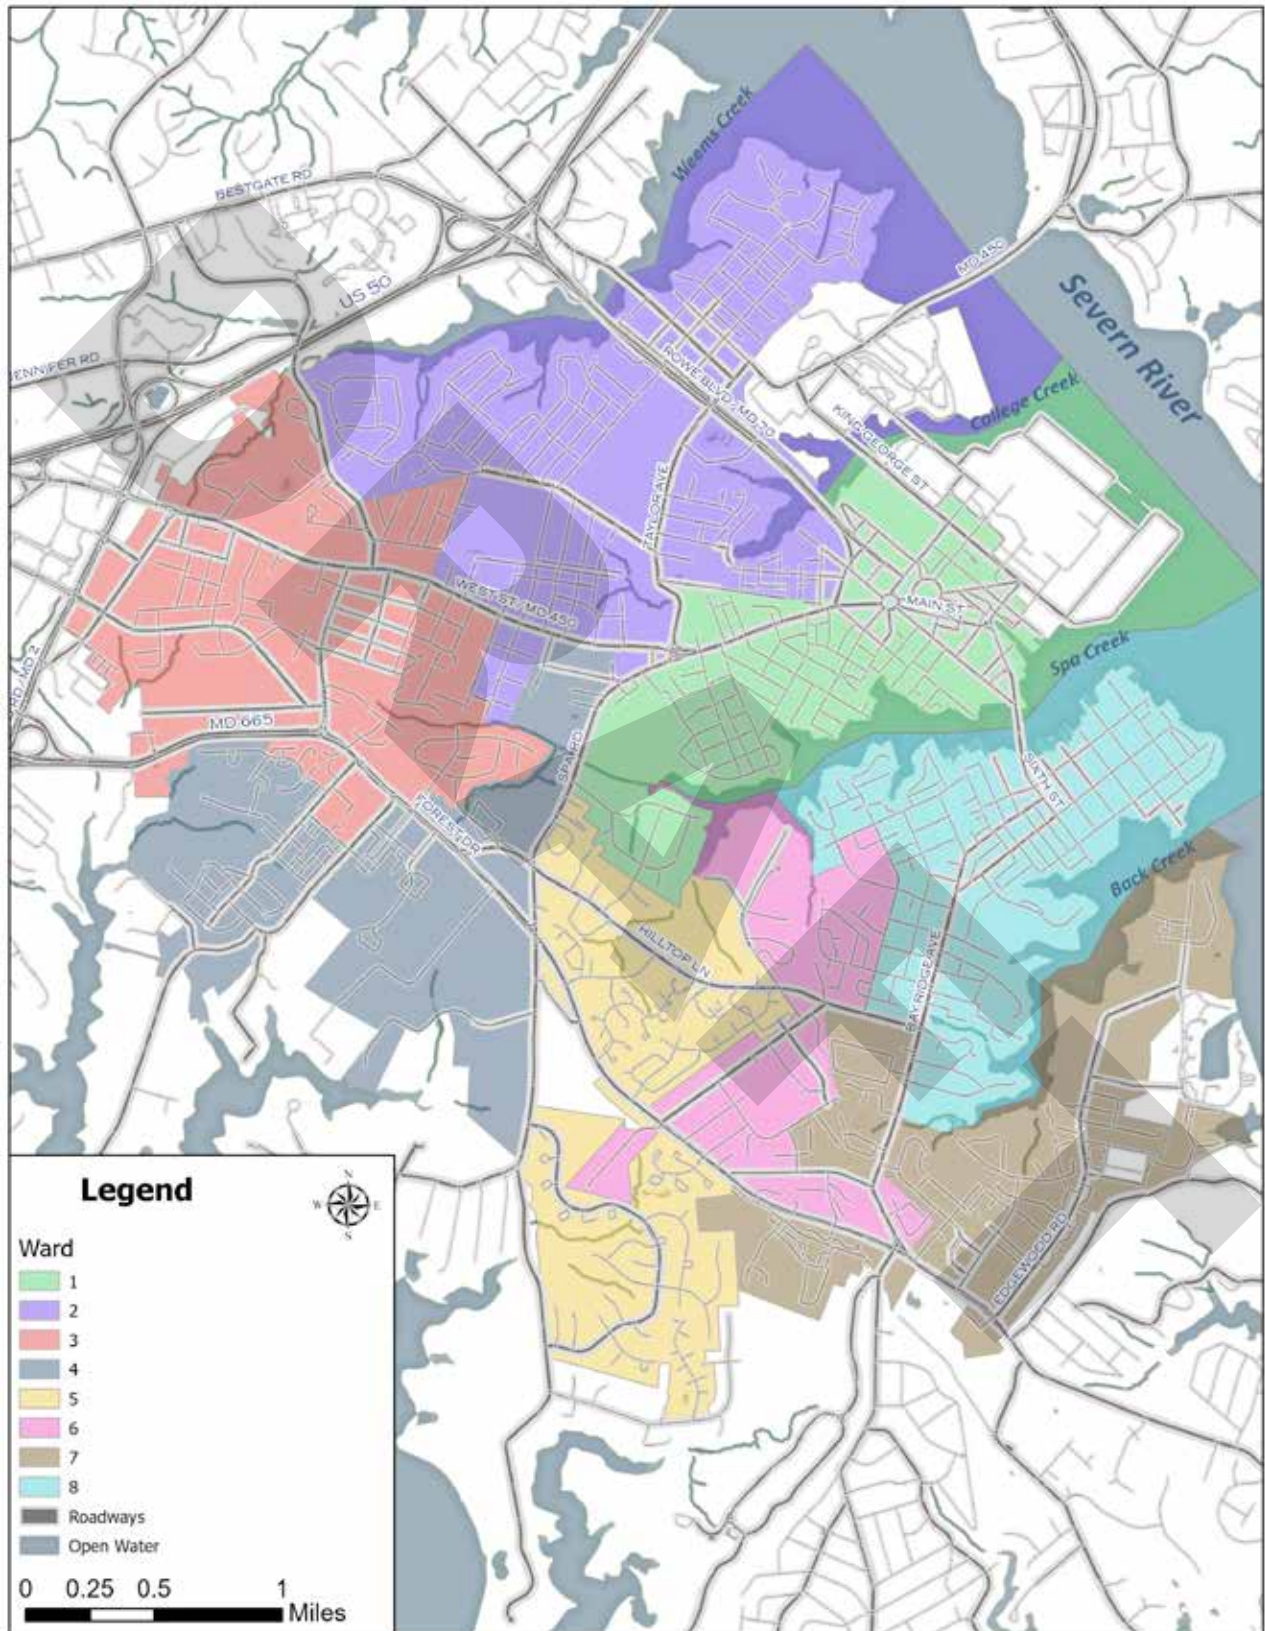 Weems Creek
BESTGATE RD
MD 450
US 50
Severn River
JENNIFER RD
ROWE BLVD / MD 70
College Creek
KING GEORGE ST
TAYLOR AVE
WEST ST / MD 450
MAIN ST
Spa Creek
RD / MD 2
MD 665
SPA RD
SIXTH ST
FOREST DR
Back Creek
HILLTOP LN
BAY RIDGE AVE
EDGEWOOD RD
DRAFT
Legend
N
W E
S
Ward
1
2
3
4
5
6
7
8
Roadways
Open Water
0 0.25 0.5 1
Miles